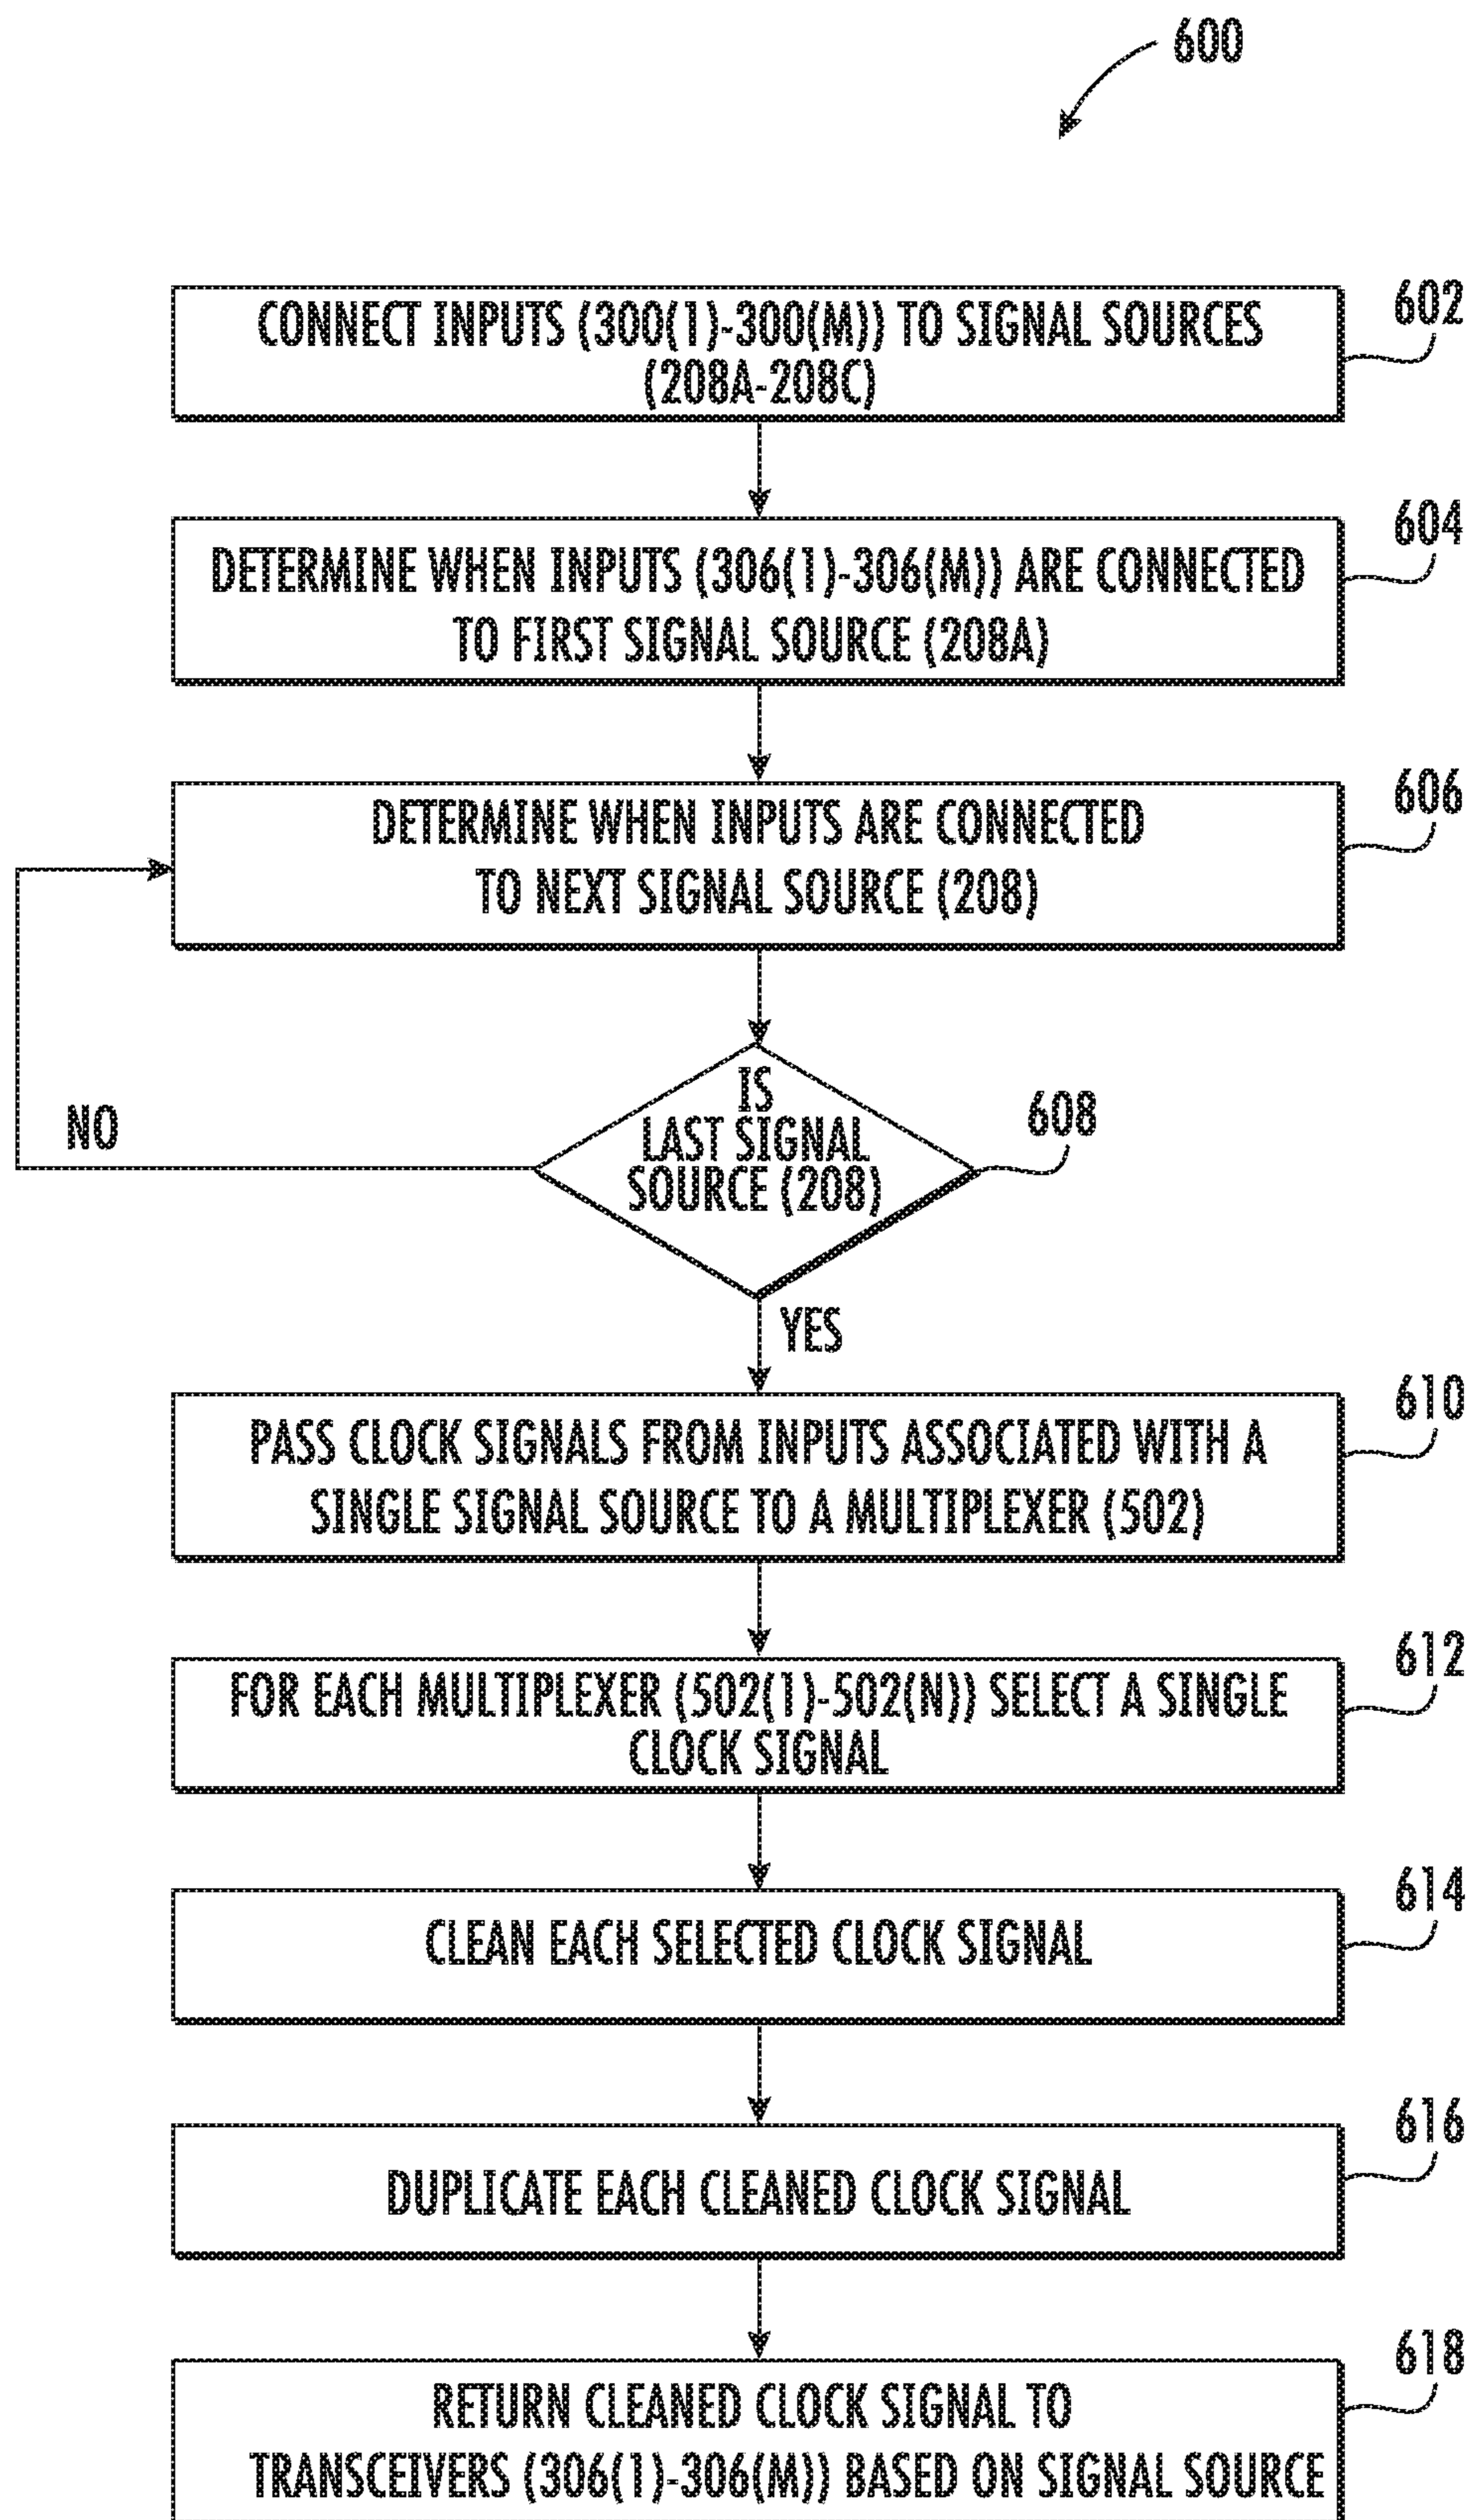 600
CONNECT INPUTS (300(1)-300(M)) TO SIGNAL SOURCES
(208A-208C)
602
DETERMINE WHEN INPUTS (306(1)-306(M)) ARE CONNECTED
TO FIRST SIGNAL SOURCE (208A)
604
DETERMINE WHEN INPUTS ARE CONNECTED
TO NEXT SIGNAL SOURCE (208)
606
IS
LAST SIGNAL
SOURCE (208)
608
NO
YES
PASS CLOCK SIGNALS FROM INPUTS ASSOCIATED WITH A
SINGLE SIGNAL SOURCE TO A MULTIPLEXER (502)
610
FOR EACH MULTIPLEXER (502(1)-502(N)) SELECT A SINGLE
CLOCK SIGNAL
612
CLEAN EACH SELECTED CLOCK SIGNAL
614
DUPLICATE EACH CLEANED CLOCK SIGNAL
616
RETURN CLEANED CLOCK SIGNAL TO
TRANSCEIVERS (306(1)-306(M)) BASED ON SIGNAL SOURCE
618